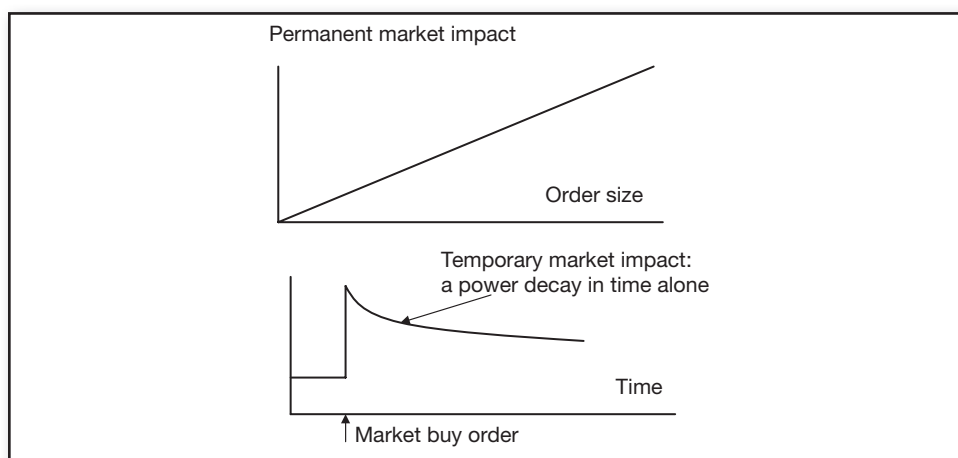 Permanent market impact
Order size
Temporary market impact:
a power decay in time alone
Time
Market buy order